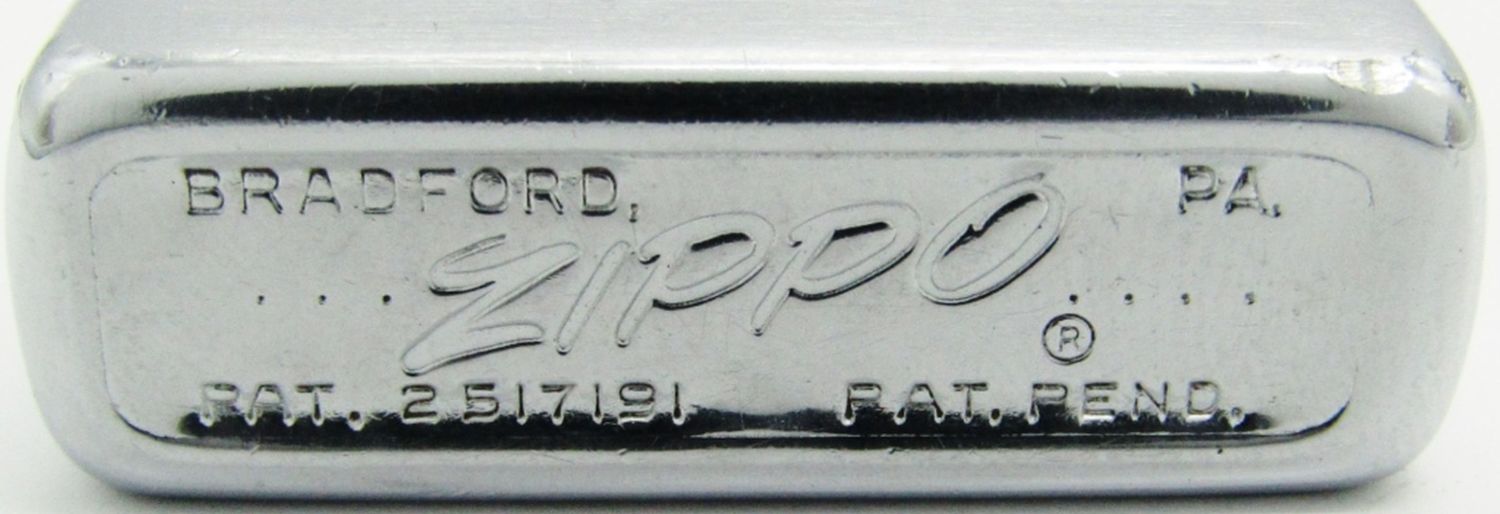 BRADFORD, PA.
... ZIPPO ....
®
PAT. 2517191 PAT. PEND.